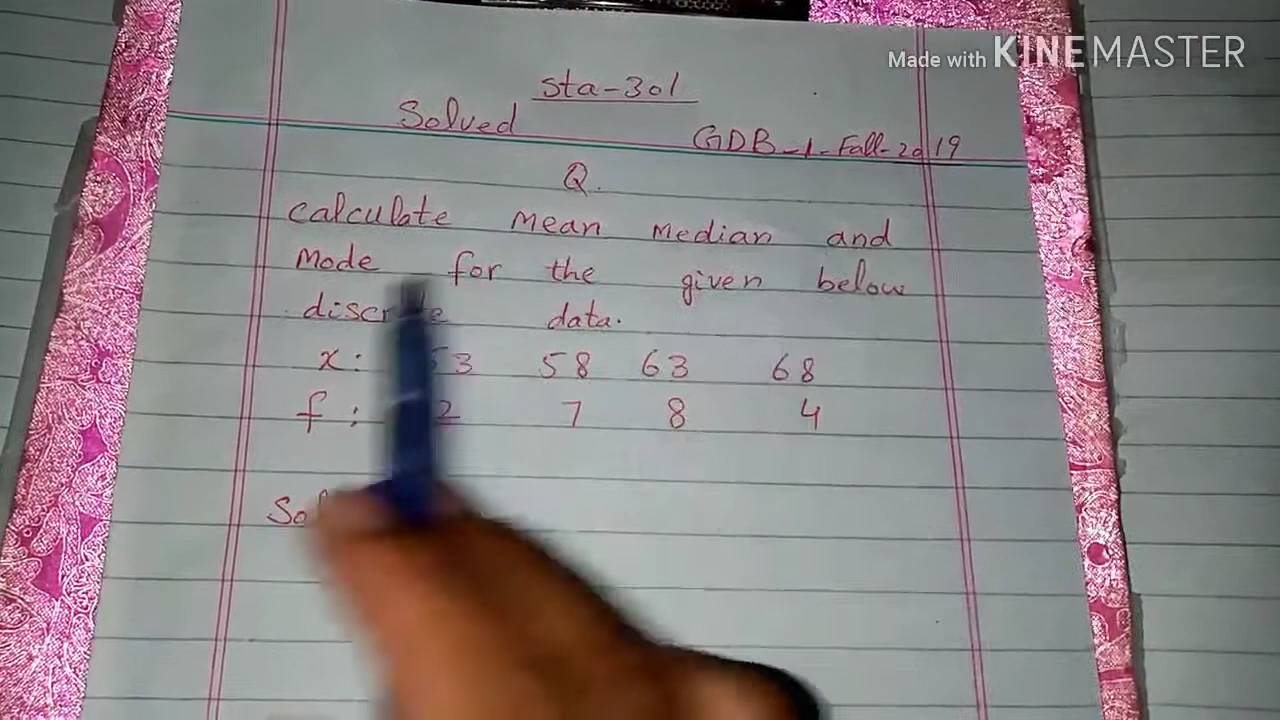 Made with KINEMASTER
Sta-301
Solved GDB-1-Fall-2019
Q.
Calculate Mean Median and
Mode for the given below
data.
x: 58 63 68
f: 2 7 8 4